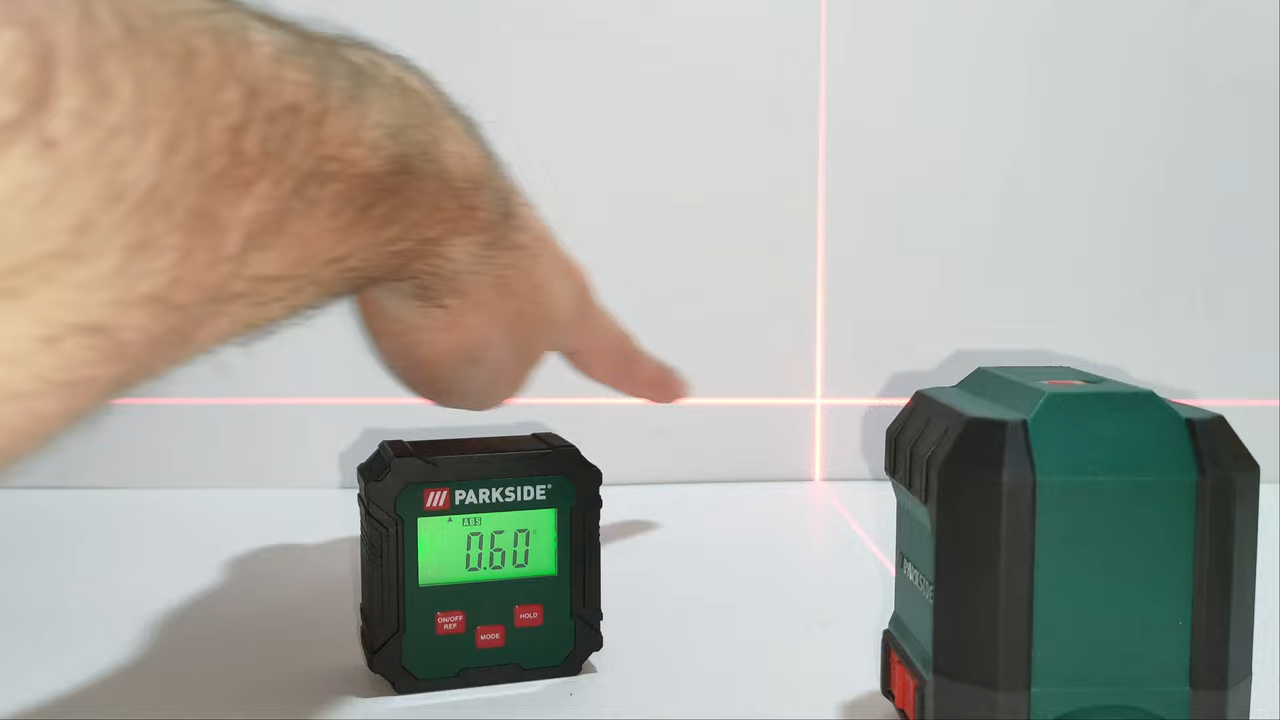 PARKSIDE®
ABS
0.60°
ON/OFF
REF
HOLD
MODE
PARKSIDE